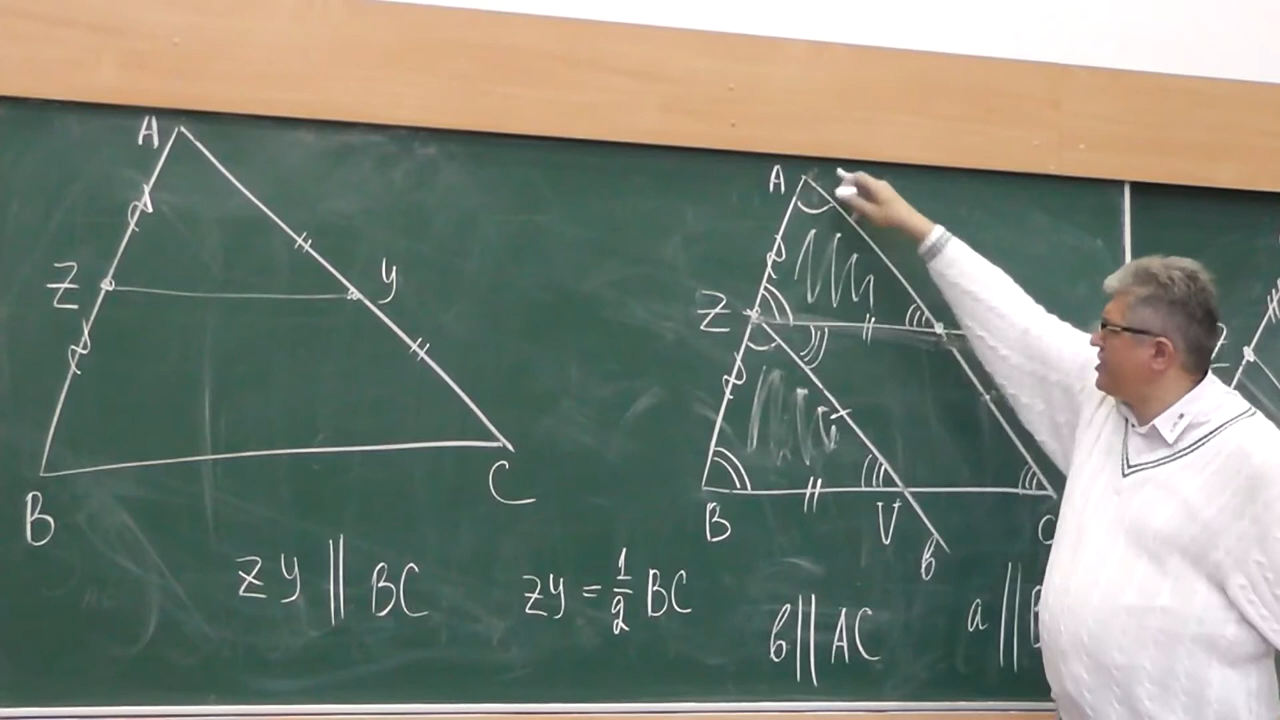 A
Z
y
B
C
zy || BC
zy = 1/2 BC
A
Z
B
V
C
в
в || AC
a || B